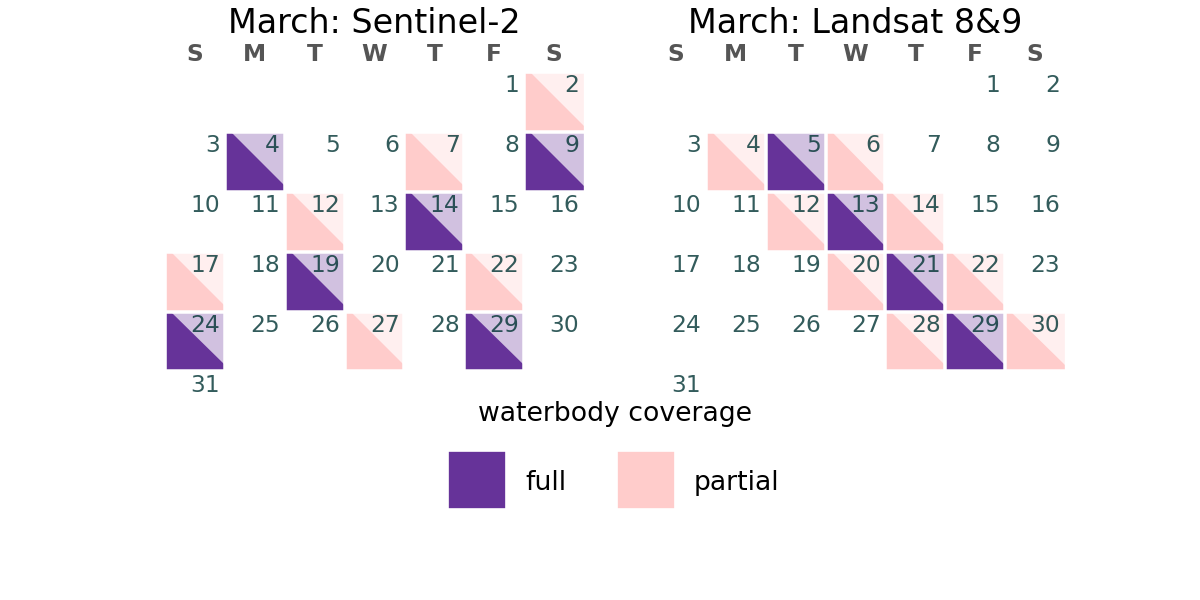 March: Sentinel-2
S M T W T F S
1 2
3 4 5 6 7 8 9
10 11 12 13 14 15 16
17 18 19 20 21 22 23
24 25 26 27 28 29 30
31
March: Landsat 8&9
S M T W T F S
1 2
3 4 5 6 7 8 9
10 11 12 13 14 15 16
17 18 19 20 21 22 23
24 25 26 27 28 29 30
31
waterbody coverage
full partial